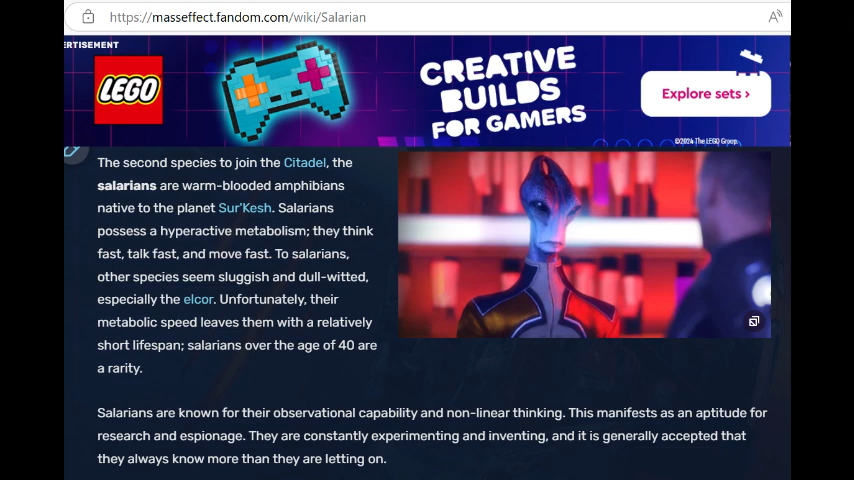 https://masseffect.fandom.com/wiki/Salarian
ERTISEMENT
LEGO
CREATIVE
BUILDS
FOR GAMERS
Explore sets ›
©2024 The LEGO Group.
The second species to join the Citadel, the
salarians are warm-blooded amphibians
native to the planet Sur'Kesh. Salarians
possess a hyperactive metabolism; they think
fast, talk fast, and move fast. To salarians,
other species seem sluggish and dull-witted,
especially the elcor. Unfortunately, their
metabolic speed leaves them with a relatively
short lifespan; salarians over the age of 40 are
a rarity.
Salarians are known for their observational capability and non-linear thinking. This manifests as an aptitude for
research and espionage. They are constantly experimenting and inventing, and it is generally accepted that
they always know more than they are letting on.